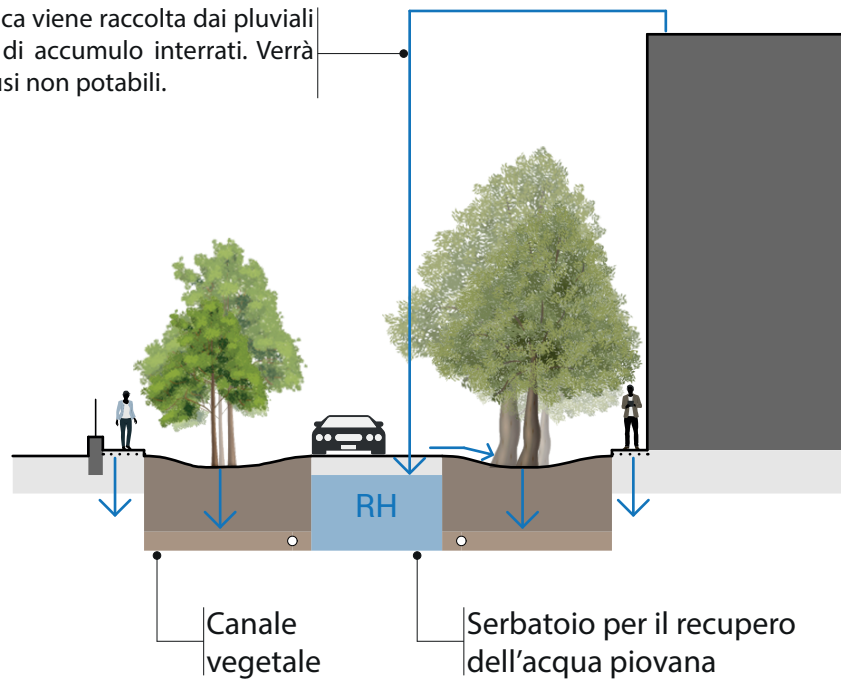 ca viene raccolta dai pluviali
di accumulo interrati. Verrà
usi non potabili.
RH
Canale
vegetale
Serbatoio per il recupero
dell’acqua piovana